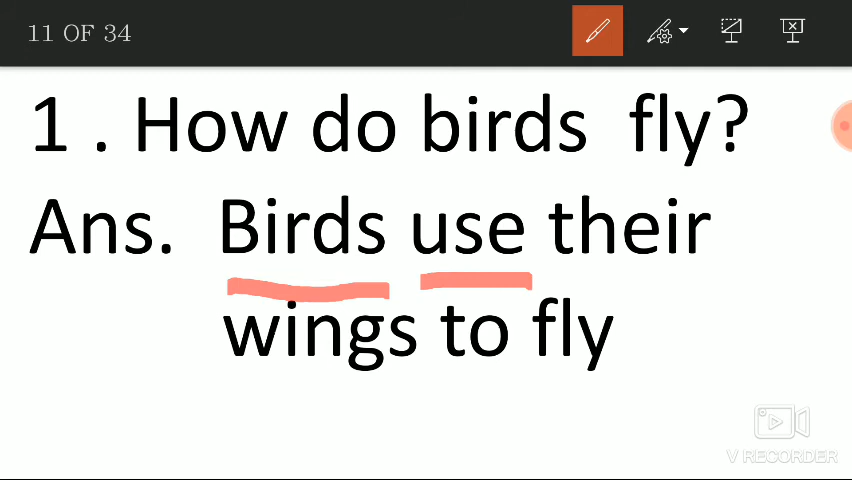 11 OF 34
1 . How do birds fly?
Ans. Birds use their
wings to fly
V RECORDER